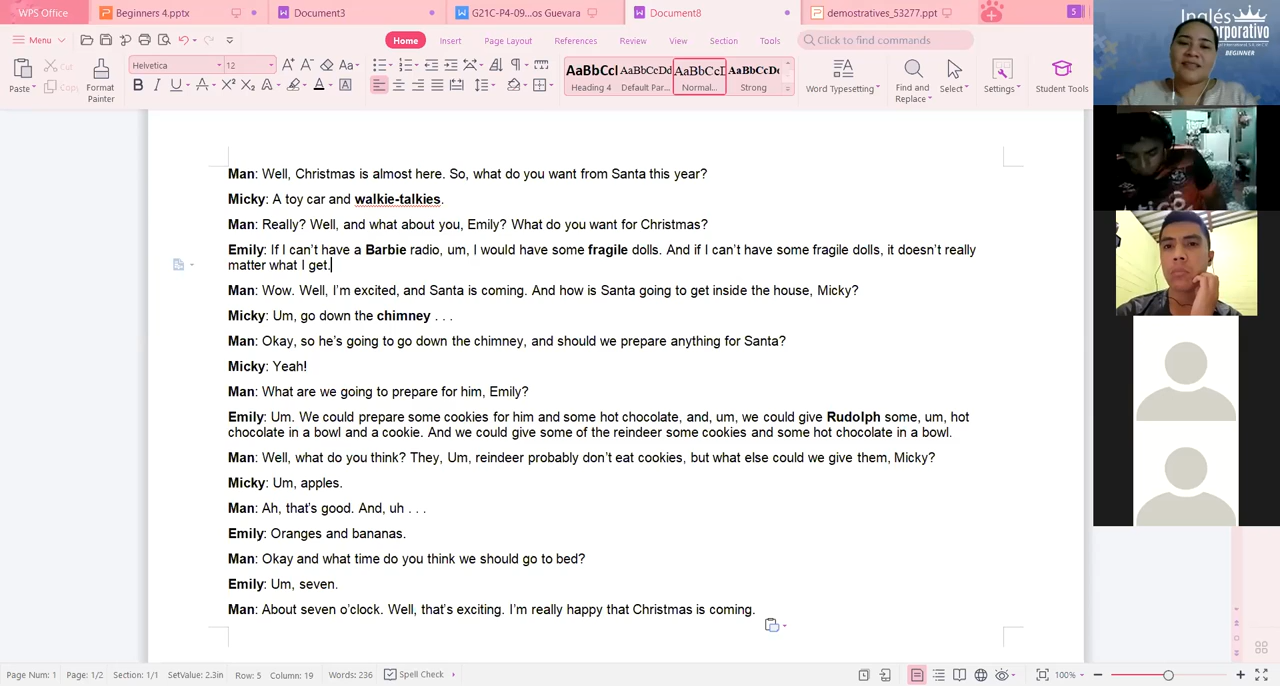 WPS Office
Beginners 4.pptx
Document3
G21C-P4-09...os Guevara
Document8
demostratives_53277.ppt
S
Menu
Home
Insert
Page Layout
References
Review
View
Section
Tools
Click to find commands
Paste
Cut
Copy
Format Painter
Helvetica
12
AaBbCcl
Heading 4
AaBbCcDd
Default Par...
AaBbCcD
Normal...
AaBbCcDc
Strong
Word Typesetting
Find and Replace
Select
Settings
Student Tools
Inglés
BEGINNER
Man: Well, Christmas is almost here. So, what do you want from Santa this year?
Micky: A toy car and walkie-talkies.
Man: Really? Well, and what about you, Emily? What do you want for Christmas?
Emily: If I can't have a Barbie radio, um, I would have some fragile dolls. And if I can't have some fragile dolls, it doesn't really
matter what I get.
Man: Wow. Well, I'm excited, and Santa is coming. And how is Santa going to get inside the house, Micky?
Micky: Um, go down the chimney . . .
Man: Okay, so he's going to go down the chimney, and should we prepare anything for Santa?
Micky: Yeah!
Man: What are we going to prepare for him, Emily?
Emily: Um. We could prepare some cookies for him and some hot chocolate, and, um, we could give Rudolph some, um, hot
chocolate in a bowl and a cookie. And we could give some of the reindeer some cookies and some hot chocolate in a bowl.
Man: Well, what do you think? They, Um, reindeer probably don't eat cookies, but what else could we give them, Micky?
Micky: Um, apples.
Man: Ah, that's good. And, uh . . .
Emily: Oranges and bananas.
Man: Okay and what time do you think we should go to bed?
Emily: Um, seven.
Man: About seven o'clock. Well, that's exciting. I'm really happy that Christmas is coming.
Page Num: 1 Page: 1/2 Section: 1/1 SetValue: 2.3in Row: 5 Column: 19 Words: 236 Spell Check 100%